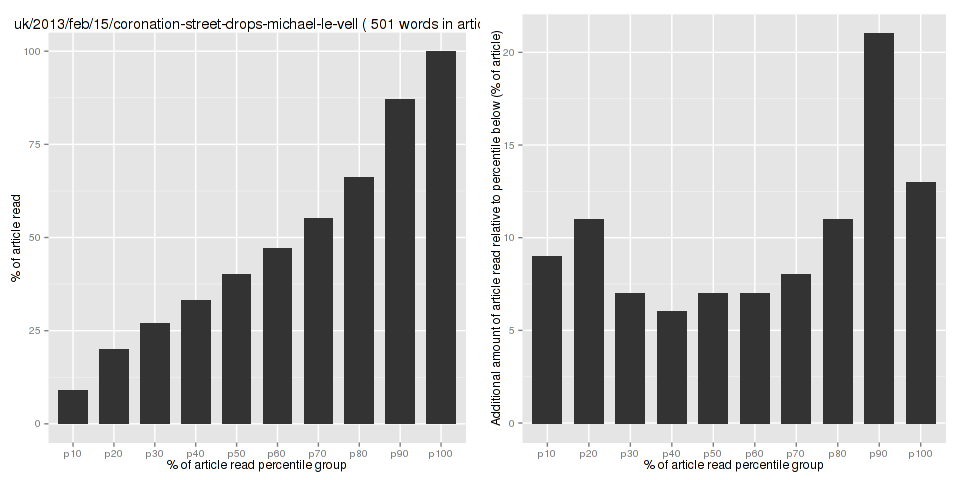 uk/2013/feb/15/coronation-street-drops-michael-le-vell ( 501 words in artic
% of article read
100
75
50
25
0
p10 p20 p30 p40 p50 p60 p70 p80 p90 p100
% of article read percentile group
Additional amount of article read relative to percentile below (% of article)
20
15
10
5
0
p10 p20 p30 p40 p50 p60 p70 p80 p90 p100
% of article read percentile group